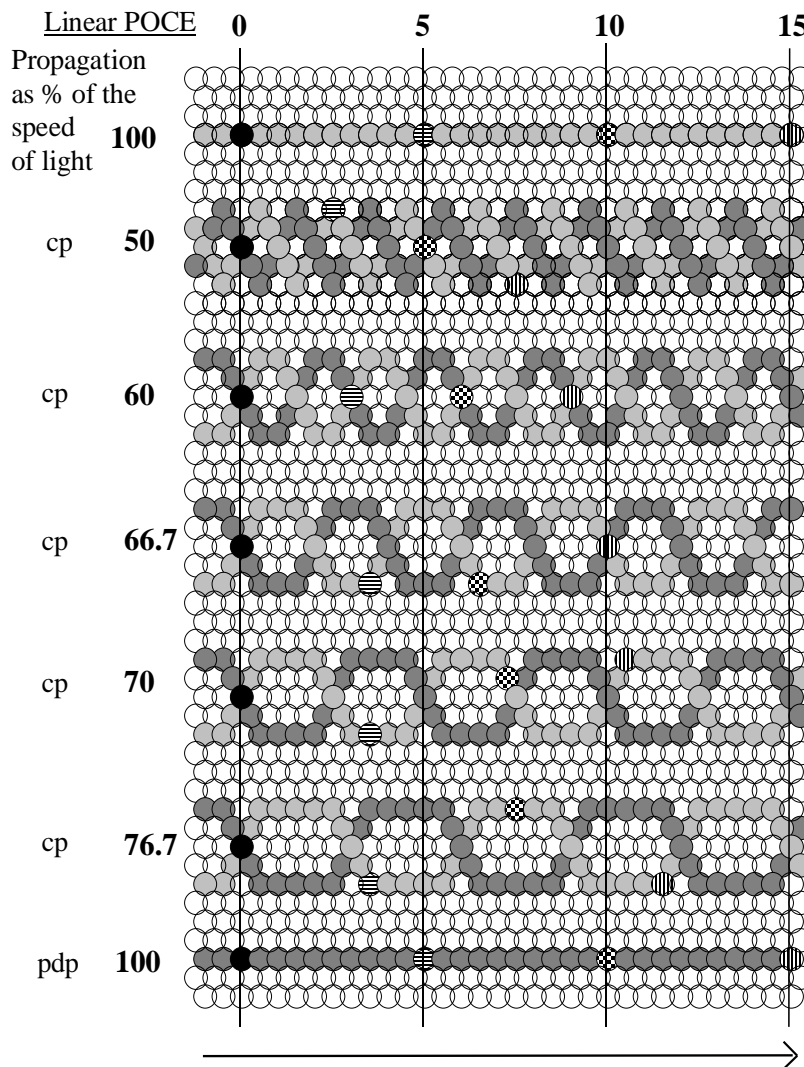 Linear POCE 0 5 10 15
Propagation
as % of the
speed
of light 100
cp 50
cp 60
cp 66.7
cp 70
cp 76.7
pdp 100